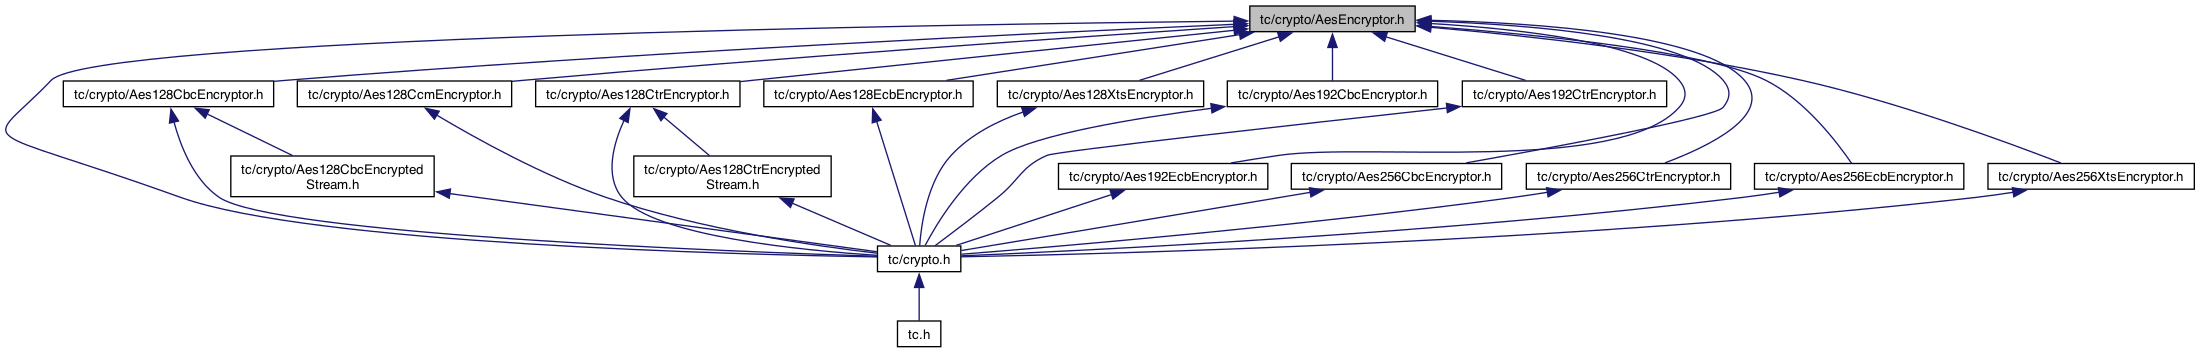 tc/crypto/AesEncryptor.h
tc/crypto/Aes128CbcEncryptor.h
tc/crypto/Aes128CcmEncryptor.h
tc/crypto/Aes128CtrEncryptor.h
tc/crypto/Aes128EcbEncryptor.h
tc/crypto/Aes128XtsEncryptor.h
tc/crypto/Aes192CbcEncryptor.h
tc/crypto/Aes192CtrEncryptor.h
tc/crypto/Aes128CbcEncrypted
Stream.h
tc/crypto/Aes128CtrEncrypted
Stream.h
tc/crypto/Aes192EcbEncryptor.h
tc/crypto/Aes256CbcEncryptor.h
tc/crypto/Aes256CtrEncryptor.h
tc/crypto/Aes256EcbEncryptor.h
tc/crypto/Aes256XtsEncryptor.h
tc/crypto.h
tc.h